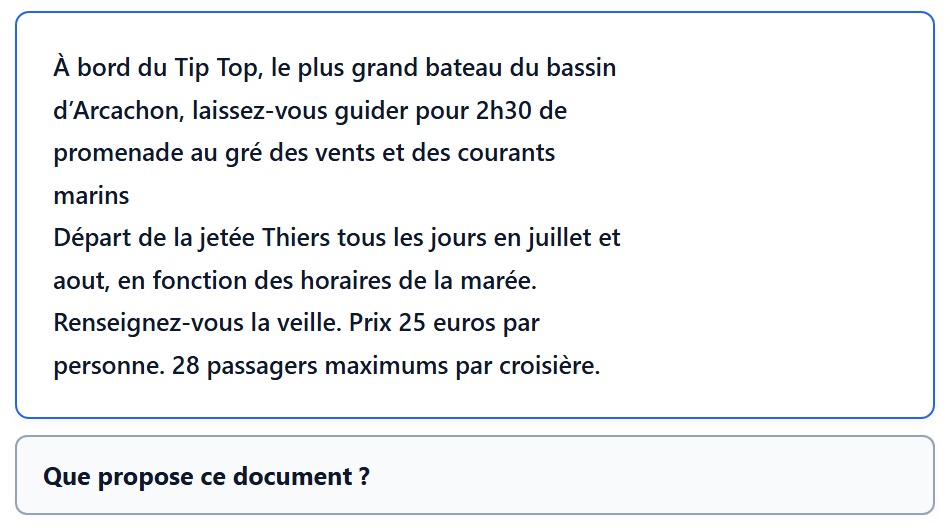 À bord du Tip Top, le plus grand bateau du bassin
d’Arcachon, laissez-vous guider pour 2h30 de
promenade au gré des vents et des courants
marins
Départ de la jetée Thiers tous les jours en juillet et
aout, en fonction des horaires de la marée.
Renseignez-vous la veille. Prix 25 euros par
personne. 28 passagers maximums par croisière.
Que propose ce document ?